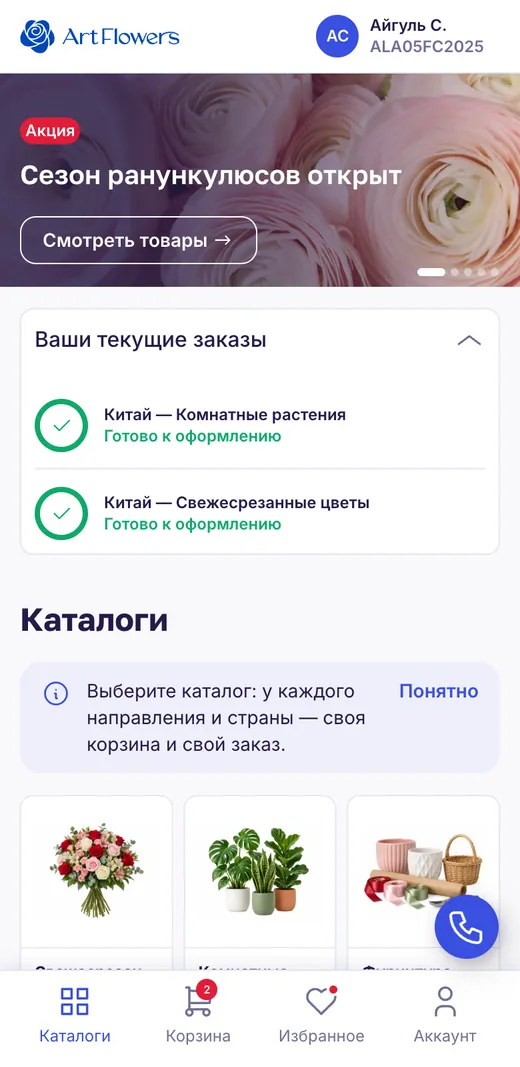 ArtFlowers
АС
Айгуль С.
ALA05FC2025
Акция
Сезон ранункулюсов открыт
Смотреть товары →
Ваши текущие заказы
Китай — Комнатные растения
Готово к оформлению
Китай — Свежесрезанные цветы
Готово к оформлению
Каталоги
Выберите каталог: у каждого
направления и страны — своя
корзина и свой заказ.
Понятно
2
Каталоги
Корзина
Избранное
Аккаунт